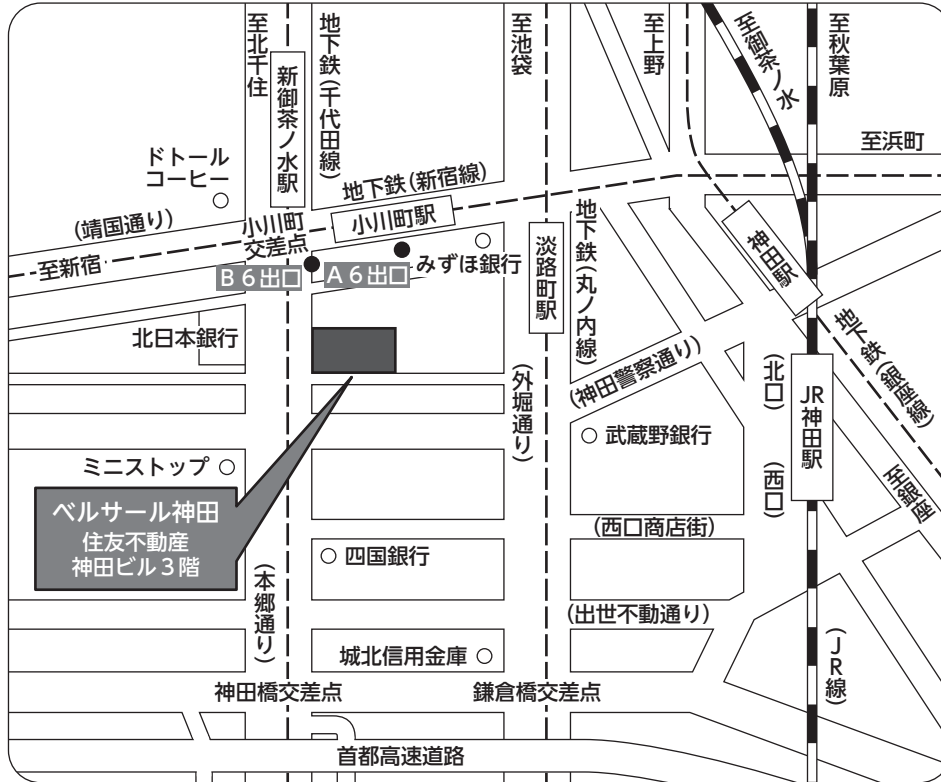 至北千住
新御茶ノ水駅
地下鉄(千代田線)
至池袋
至上野
至御茶ノ水
至秋葉原
至浜町
ドトール
コーヒー
地下鉄(新宿線)
(靖国通り)
小川町
交差点
小川町駅
至新宿
B6出口
A6出口
みずほ銀行
淡路町駅
地下鉄(丸ノ内線)
神田駅
地下鉄(銀座線)
北日本銀行
(外堀通り)
(神田警察通り)
(北口)
JR神田駅
(西口)
武蔵野銀行
ミニストップ
至銀座
ベルサール神田
住友不動産
神田ビル3階
(西口商店街)
四国銀行
(本郷通り)
(出世不動通り)
(JR線)
城北信用金庫
神田橋交差点
鎌倉橋交差点
首都高速道路